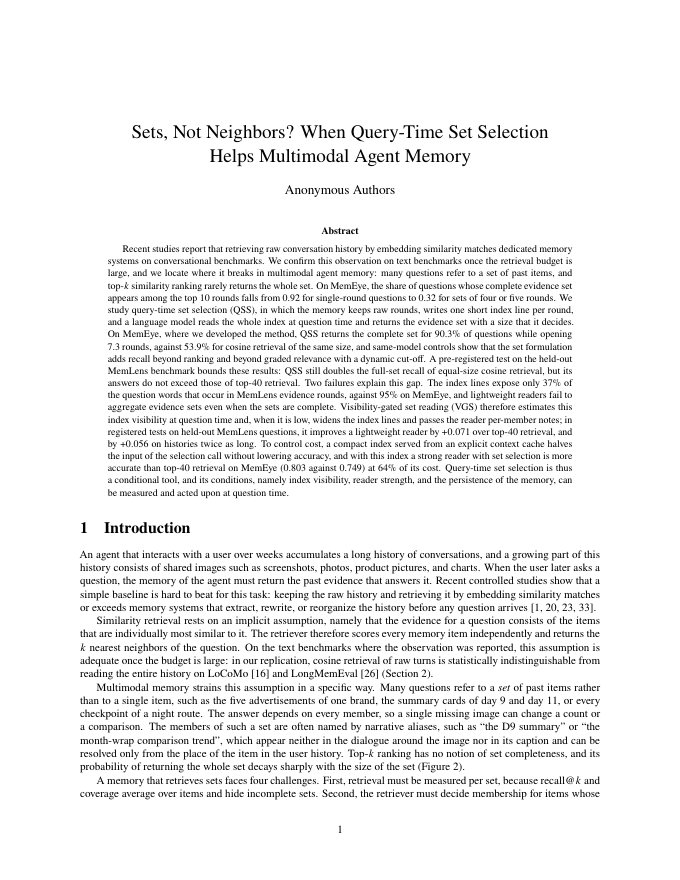 Sets, Not Neighbors? When Query-Time Set Selection
Helps Multimodal Agent Memory
Anonymous Authors
Abstract
Recent studies report that retrieving raw conversation history by embedding similarity matches dedicated memory
systems on conversational benchmarks. We confirm this observation on text benchmarks once the retrieval budget is
large, and we locate where it breaks in multimodal agent memory: many questions refer to a set of past items, and
top-k similarity ranking rarely returns the whole set. On MemEye, the share of questions whose complete evidence set
appears among the top 10 rounds falls from 0.92 for single-round questions to 0.32 for sets of four or five rounds. We
study query-time set selection (QSS), in which the memory keeps raw rounds, writes one short index line per round,
and a language model reads the whole index at question time and returns the evidence set with a size that it decides.
On MemEye, where we developed the method, QSS returns the complete set for 90.3% of questions while opening
7.3 rounds, against 53.9% for cosine retrieval of the same size, and same-model controls show that the set formulation
adds recall beyond ranking and beyond graded relevance with a dynamic cut-off. A pre-registered test on the held-out
MemLens benchmark bounds these results: QSS still doubles the full-set recall of equal-size cosine retrieval, but its
answers do not exceed those of top-40 retrieval. Two failures explain this gap. The index lines expose only 37% of
the question words that occur in MemLens evidence rounds, against 95% on MemEye, and lightweight readers fail to
aggregate evidence sets even when the sets are complete. Visibility-gated set reading (VGS) therefore estimates this
index visibility at question time and, when it is low, widens the index lines and passes the reader per-member notes; in
registered tests on held-out MemLens questions, it improves a lightweight reader by +0.071 over top-40 retrieval, and
by +0.056 on histories twice as long. To control cost, a compact index served from an explicit context cache halves
the input of the selection call without lowering accuracy, and with this index a strong reader with set selection is more
accurate than top-40 retrieval on MemEye (0.803 against 0.749) at 64% of its cost. Query-time set selection is thus
a conditional tool, and its conditions, namely index visibility, reader strength, and the persistence of the memory, can
be measured and acted upon at question time.
1 Introduction
An agent that interacts with a user over weeks accumulates a long history of conversations, and a growing part of this
history consists of shared images such as screenshots, photos, product pictures, and charts. When the user later asks a
question, the memory of the agent must return the past evidence that answers it. Recent controlled studies show that a
simple baseline is hard to beat for this task: keeping the raw history and retrieving it by embedding similarity matches
or exceeds memory systems that extract, rewrite, or reorganize the history before any question arrives [1, 20, 23, 33].
Similarity retrieval rests on an implicit assumption, namely that the evidence for a question consists of the items
that are individually most similar to it. The retriever therefore scores every memory item independently and returns the
k nearest neighbors of the question. On the text benchmarks where the observation was reported, this assumption is
adequate once the budget is large: in our replication, cosine retrieval of raw turns is statistically indistinguishable from
reading the entire history on LoCoMo [16] and LongMemEval [26] (Section 2).
Multimodal memory strains this assumption in a specific way. Many questions refer to a set of past items rather
than to a single item, such as the five advertisements of one brand, the summary cards of day 9 and day 11, or every
checkpoint of a night route. The answer depends on every member, so a single missing image can change a count or
a comparison. The members of such a set are often named by narrative aliases, such as “the D9 summary” or “the
month-wrap comparison trend”, which appear neither in the dialogue around the image nor in its caption and can be
resolved only from the place of the item in the user history. Top-k ranking has no notion of set completeness, and its
probability of returning the whole set decays sharply with the size of the set (Figure 2).
A memory that retrieves sets faces four challenges. First, retrieval must be measured per set, because recall@k and
coverage average over items and hide incomplete sets. Second, the retriever must decide membership for items whose
1